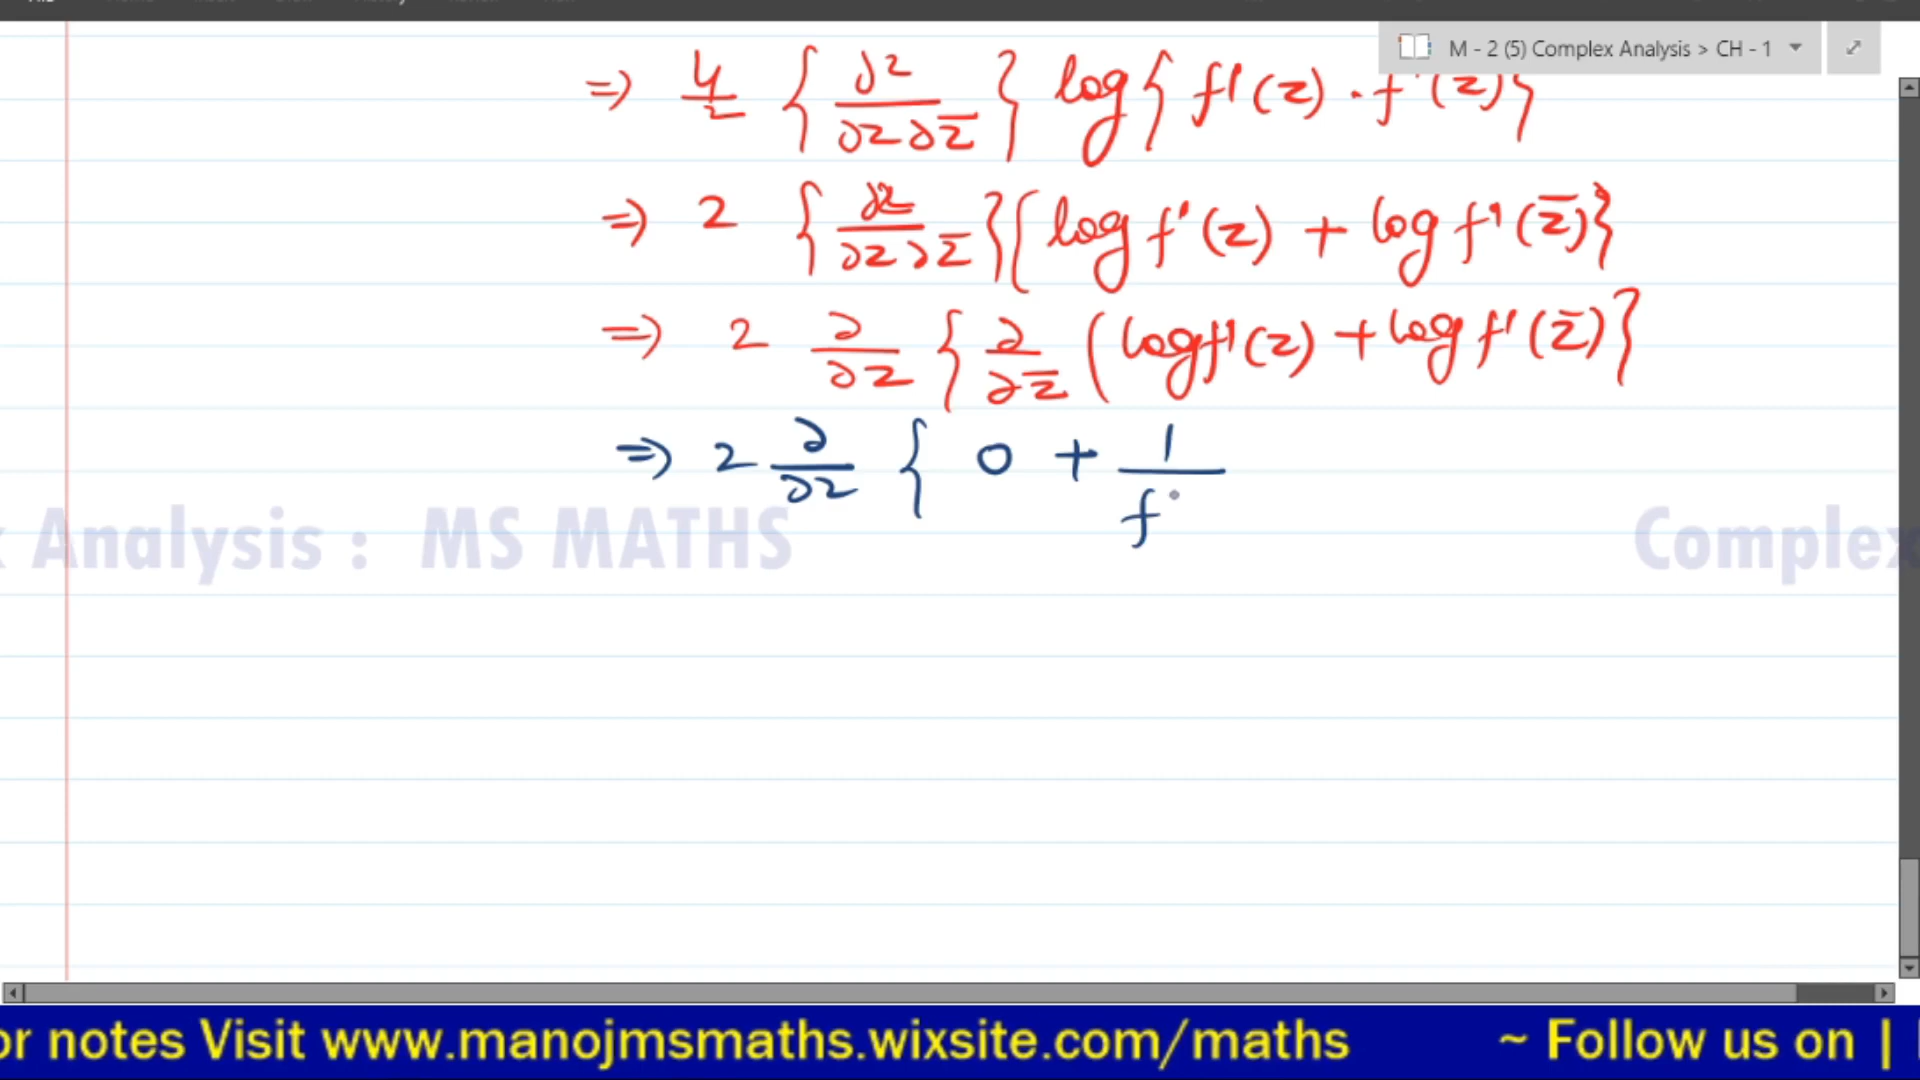 M - 2 (5) Complex Analysis > CH - 1
=> 4/2 { ∂2/∂z∂z̅ } log{ f'(z) . f'(z̅)}
=> 2 { ∂2/∂z∂z̅ }{ log f'(z) + log f'(z̅)}
=> 2 ∂/∂z { ∂/∂z̅ ( log f'(z) + log f'(z̅) }
=> 2 ∂/∂z { 0 + 1/f
Analysis : MS MATHS Complex
or notes Visit www.manojmsmaths.wixsite.com/maths ~ Follow us on |